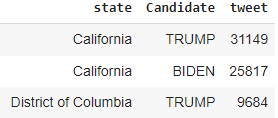 state Candidate tweet
California TRUMP 31149
California BIDEN 25817
District of Columbia TRUMP 9684